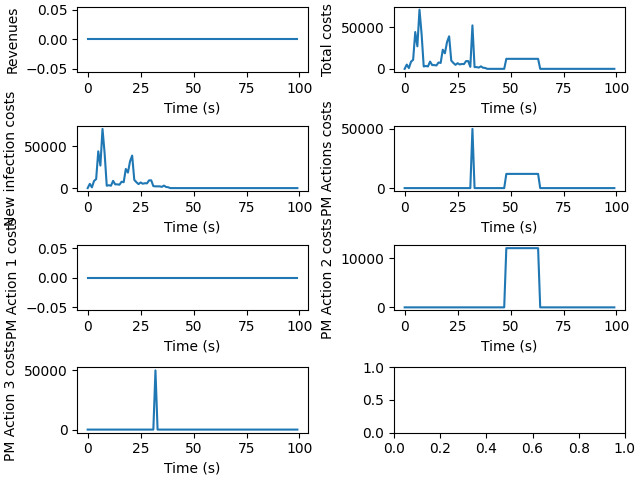 Revenues
0.05
0.00
−0.05
0 25 50 75 100
Time (s)
Total costs
50000
0
0 25 50 75 100
Time (s)
New infection costs
50000
0
0 25 50 75 100
Time (s)
PM Actions costs
50000
0
0 25 50 75 100
Time (s)
PM Action 1 costs
0.05
0.00
−0.05
0 25 50 75 100
Time (s)
PM Action 2 costs
10000
0
0 25 50 75 100
Time (s)
PM Action 3 costs
50000
0
0 25 50 75 100
Time (s)
1.0
0.5
0.0
0.0 0.2 0.4 0.6 0.8 1.0